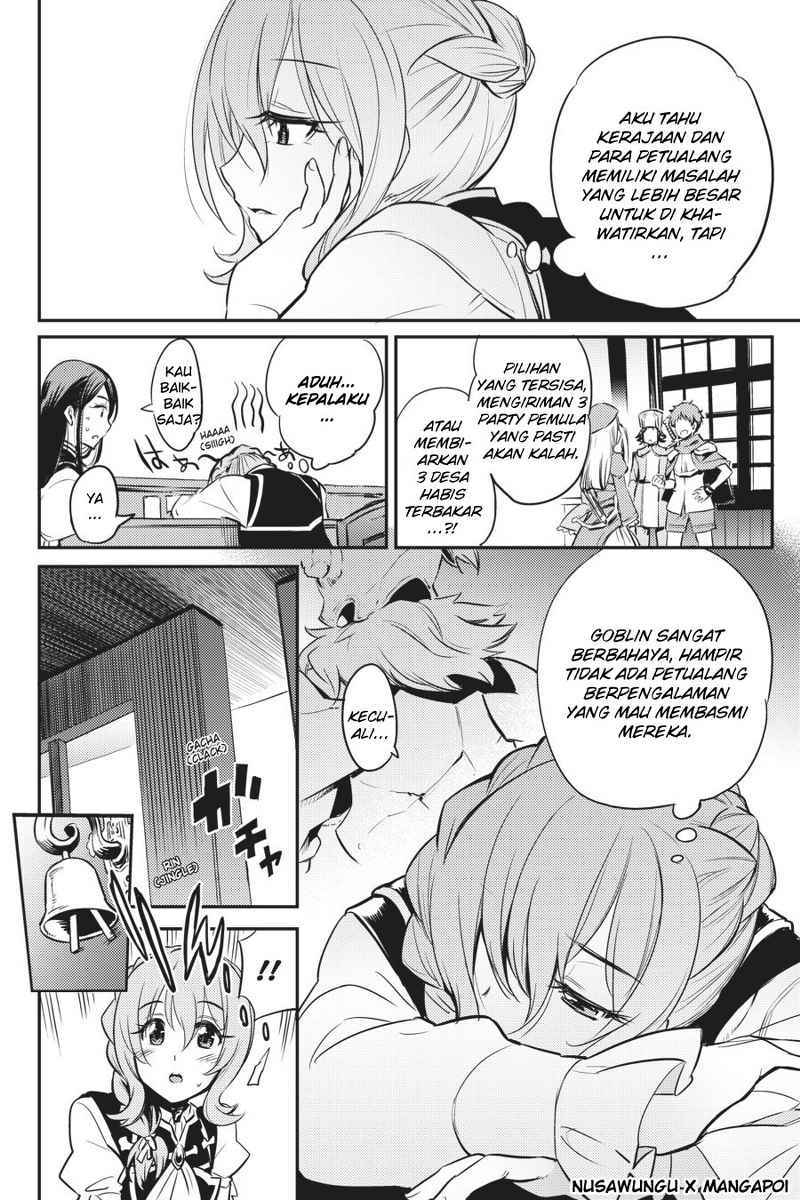 AKU TAHU
KERAJAAN DAN
PARA PETUALANG
MEMILIKI MASALAH
YANG LEBIH BESAR
UNTUK DI KHA-
WATIRKAN, TAPI
...
PILIHAN
YANG TERSISA,
MENGIRIMAN 3
PARTY PEMULA
YANG PASTI
AKAN KALAH.
ATAU
MEMBI-
ARKAN
3 DESA
HABIS
TERBAKAR
...?!
ADUH...
KEPALAKU
...
はぁぁ
HAAAA
(SIIIGH)
KAU
BAIK-
BAIK
SAJA?
YA
...
GOBLIN SANGAT
BERBAHAYA, HAMPIR
TIDAK ADA PETUALANG
BERPENGALAMAN
YANG MAU MEMBASMI
MEREKA.
KECU-
ALI...
GACHA
(CLACK)
ガチャ
RIN
(JINGLE)
!!
NUSAWUNGU X MANGAPOI